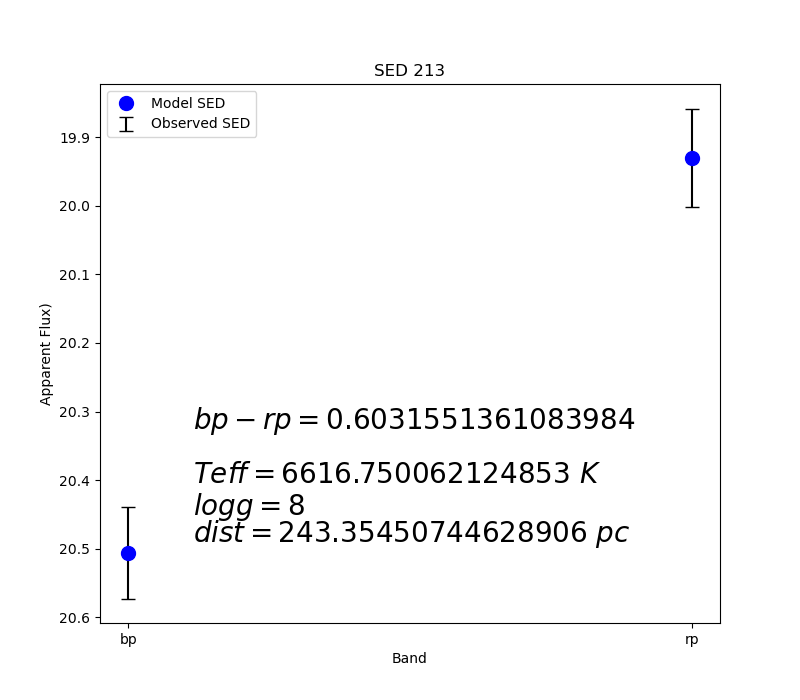 SED 213
Model SED
Observed SED
19.9
20.0
20.1
20.2
20.3
20.4
20.5
20.6
Apparent Flux)
bp − rp = 0.6031551361083984
Teff = 6616.750062124853 K
logg = 8
dist = 243.35450744628906 pc
bp
rp
Band